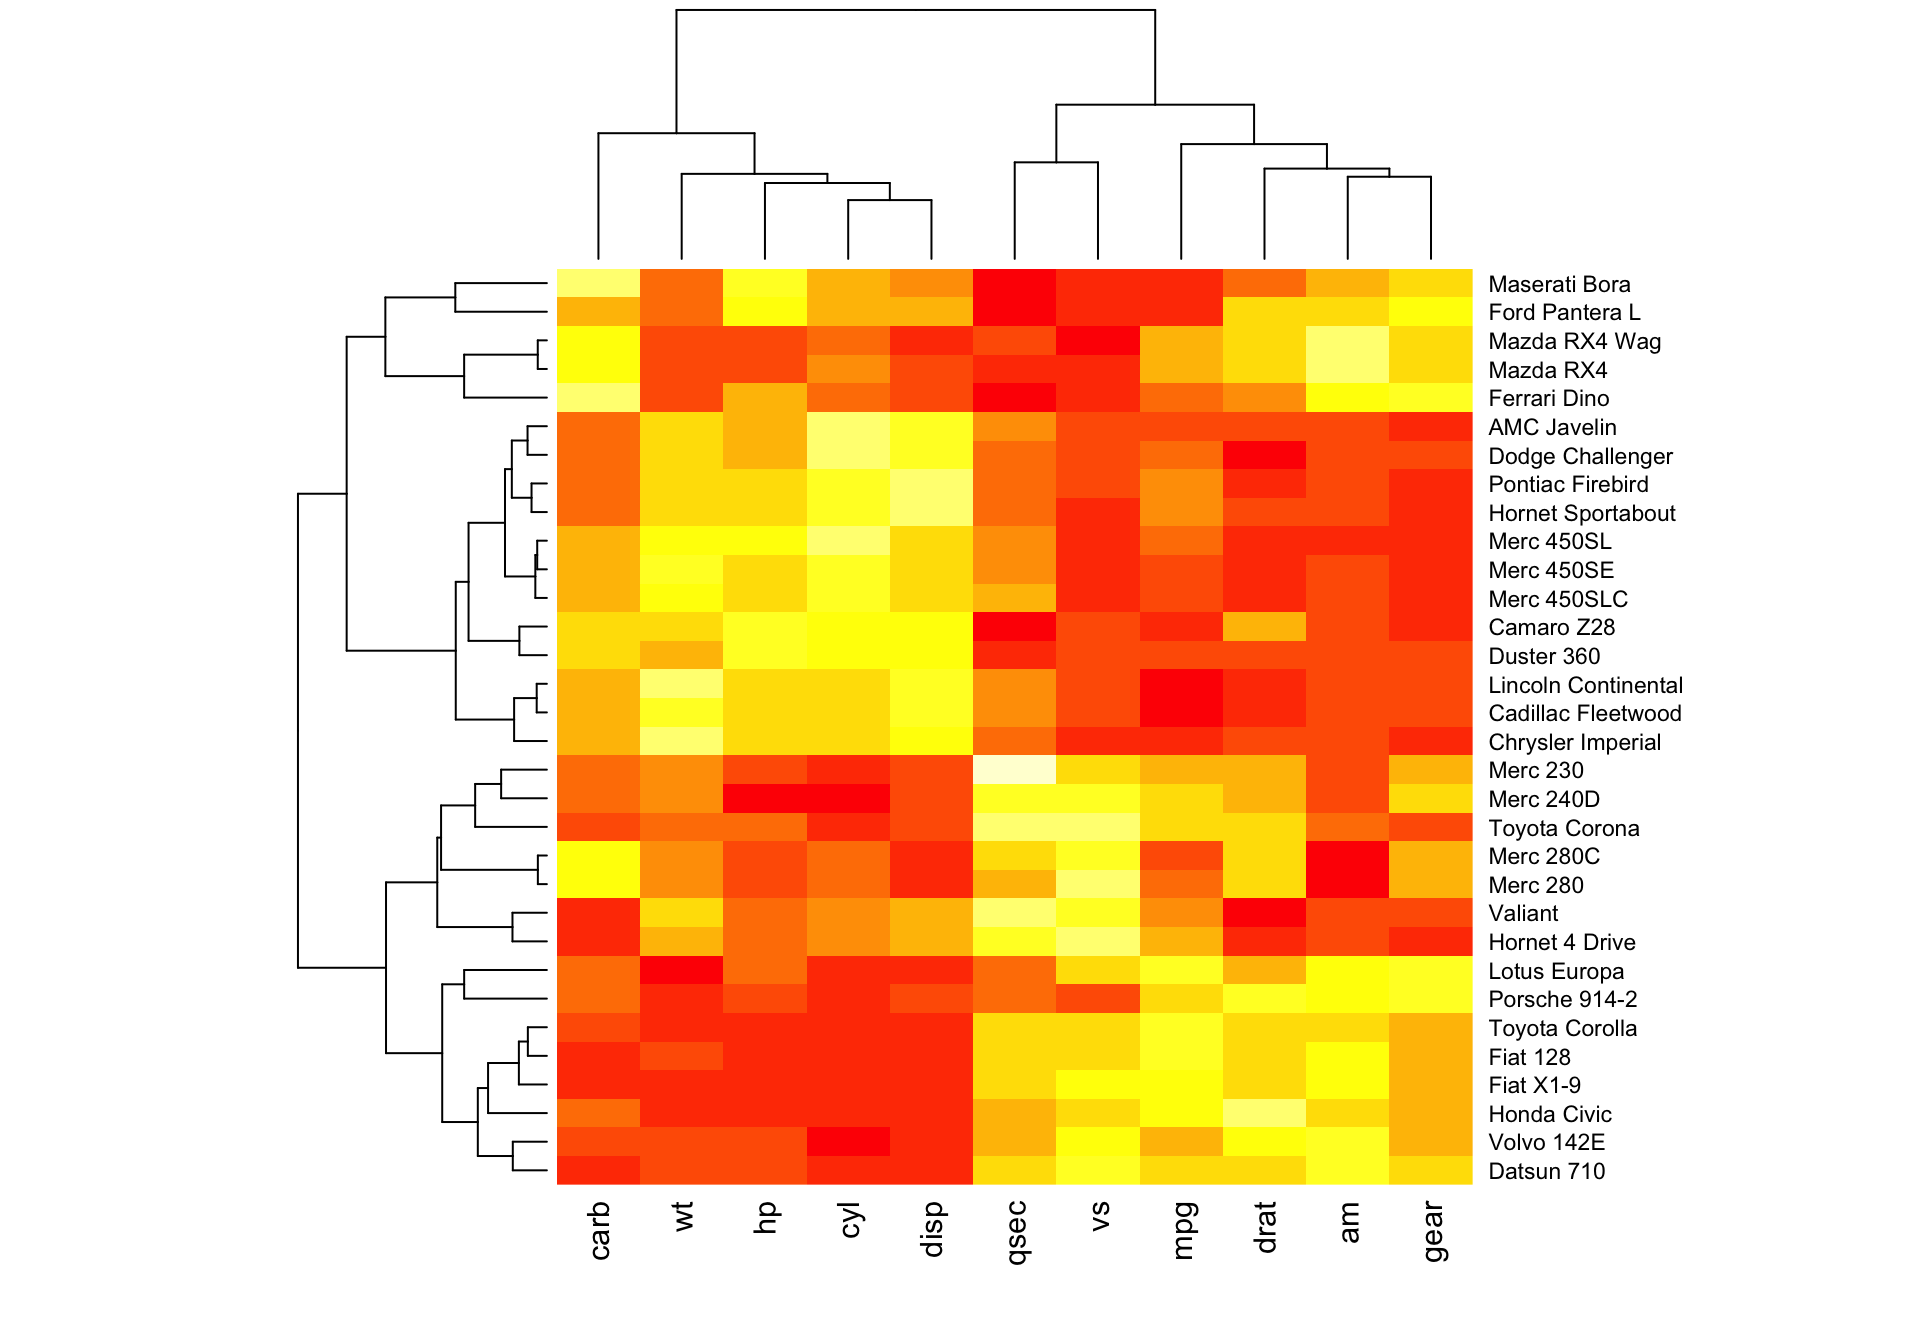 Maserati Bora
Ford Pantera L
Mazda RX4 Wag
Mazda RX4
Ferrari Dino
AMC Javelin
Dodge Challenger
Pontiac Firebird
Hornet Sportabout
Merc 450SL
Merc 450SE
Merc 450SLC
Camaro Z28
Duster 360
Lincoln Continental
Cadillac Fleetwood
Chrysler Imperial
Merc 230
Merc 240D
Toyota Corona
Merc 280C
Merc 280
Valiant
Hornet 4 Drive
Lotus Europa
Porsche 914-2
Toyota Corolla
Fiat 128
Fiat X1-9
Honda Civic
Volvo 142E
Datsun 710
carb
wt
hp
cyl
disp
qsec
vs
mpg
drat
am
gear